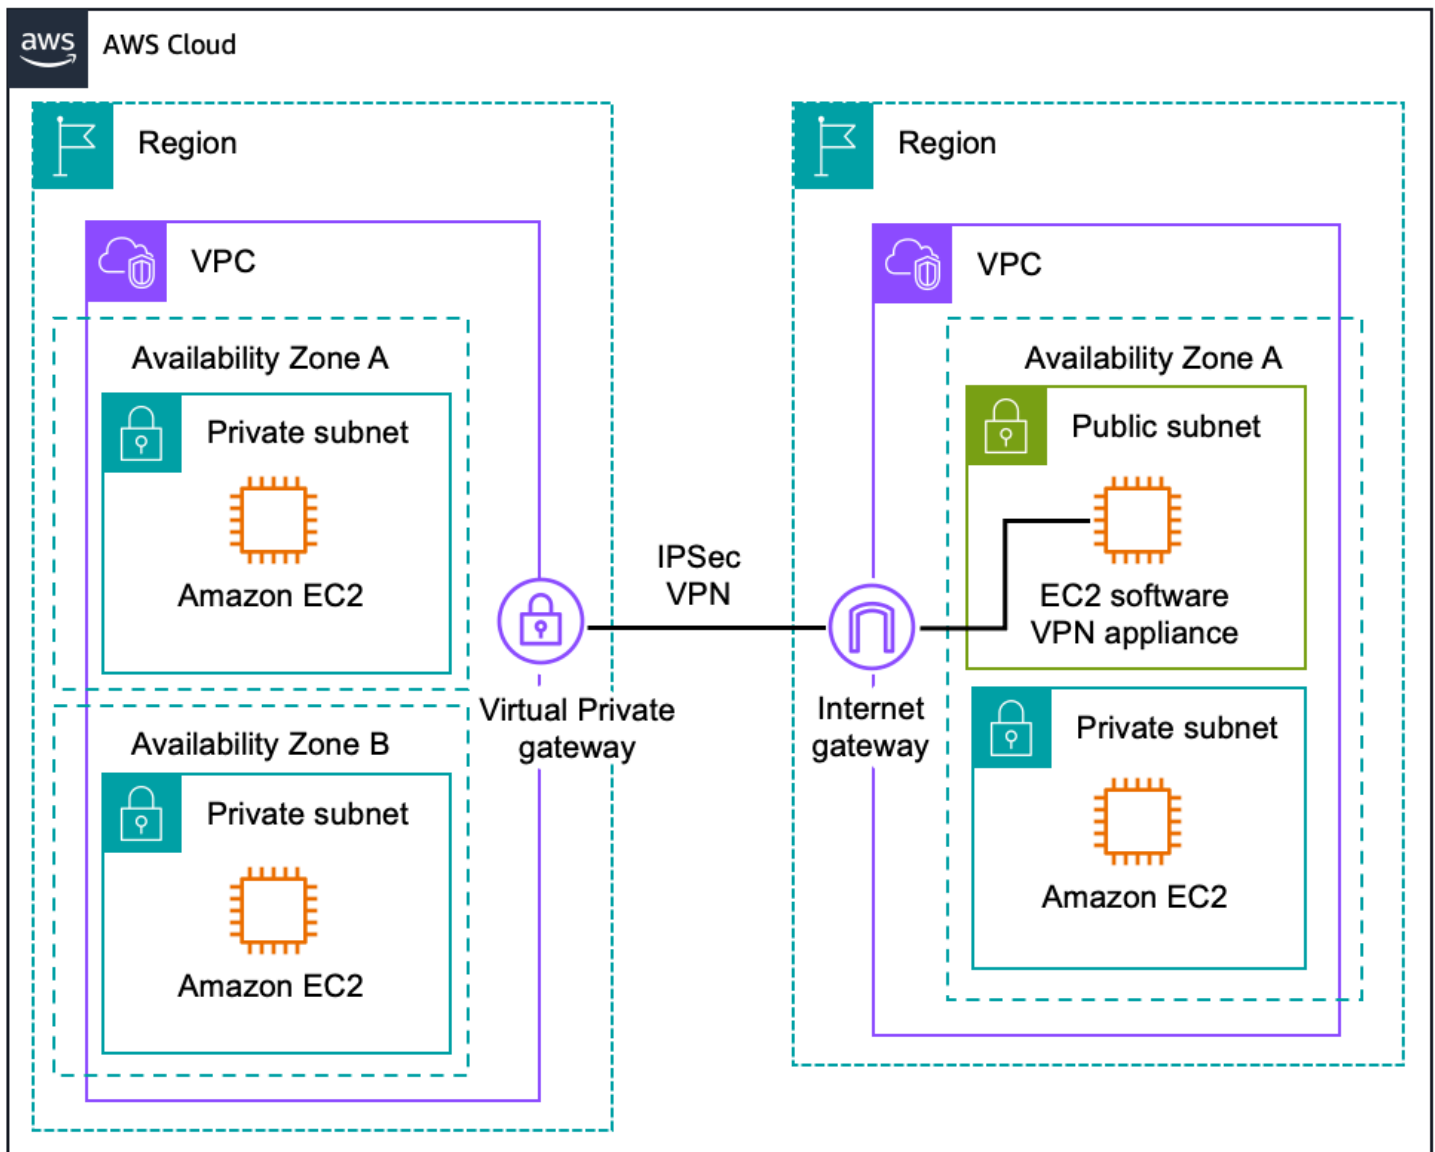 aws
AWS Cloud
Region
VPC
Availability Zone A
Private subnet
Amazon EC2
Availability Zone B
Private subnet
Amazon EC2
Virtual Private
gateway
IPSec
VPN
Region
VPC
Internet
gateway
Availability Zone A
Public subnet
EC2 software
VPN appliance
Private subnet
Amazon EC2